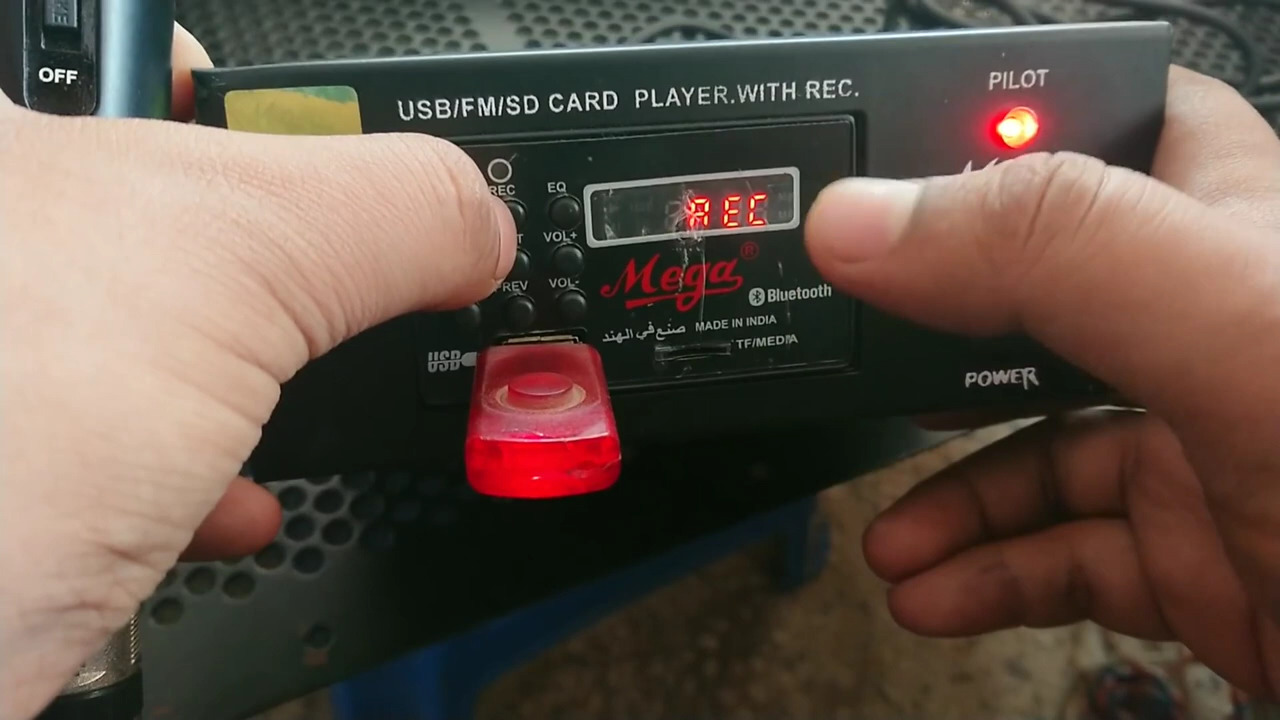 OFF
USB/FM/SD CARD PLAYER.WITH REC.
PILOT
REC
EQ
REC
VOL+
Mega ®
VOL-
Bluetooth
صنع في الهند MADE IN INDIA
USB
TF/MEDIA
POWER